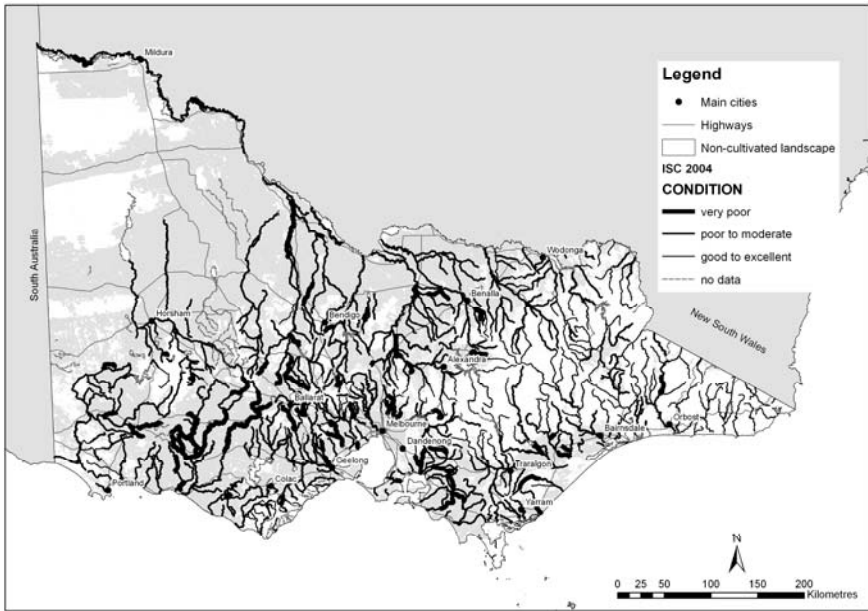 Mildura
Legend
Main cities
Highways
Non-cultivated landscape
ISC 2004
CONDITION
very poor
poor to moderate
good to excellent
no data
South Australia
Wodonga
Benalla
Horsham
Bendigo
New South Wales
Alexandra
Ballarat
Melbourne
Orbost
Bairnsdale
Dandenong
Geelong
Traralgon
Colac
Portland
Yarram
N
0 25 50 100 150 200
Kilometres